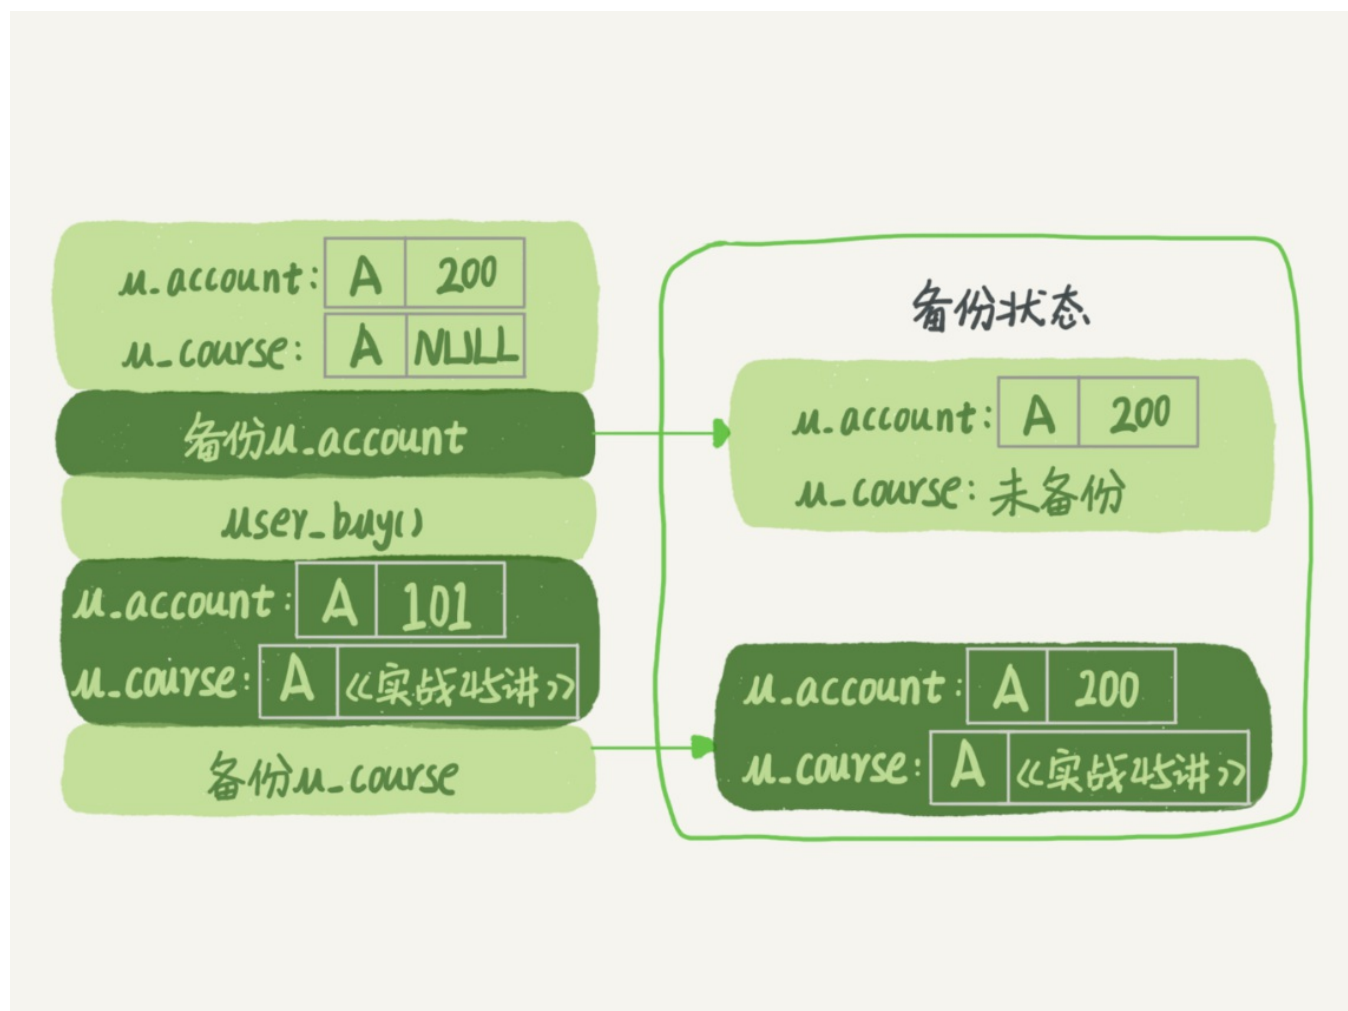 u_account: A 200
u_course: A NULL
备份u_account
user_buy()
u_account: A 101
u_course: A 《实战45讲》
备份u_course
备份状态
u_account: A 200
u_course: 未备份
u_account: A 200
u_course: A 《实战45讲》